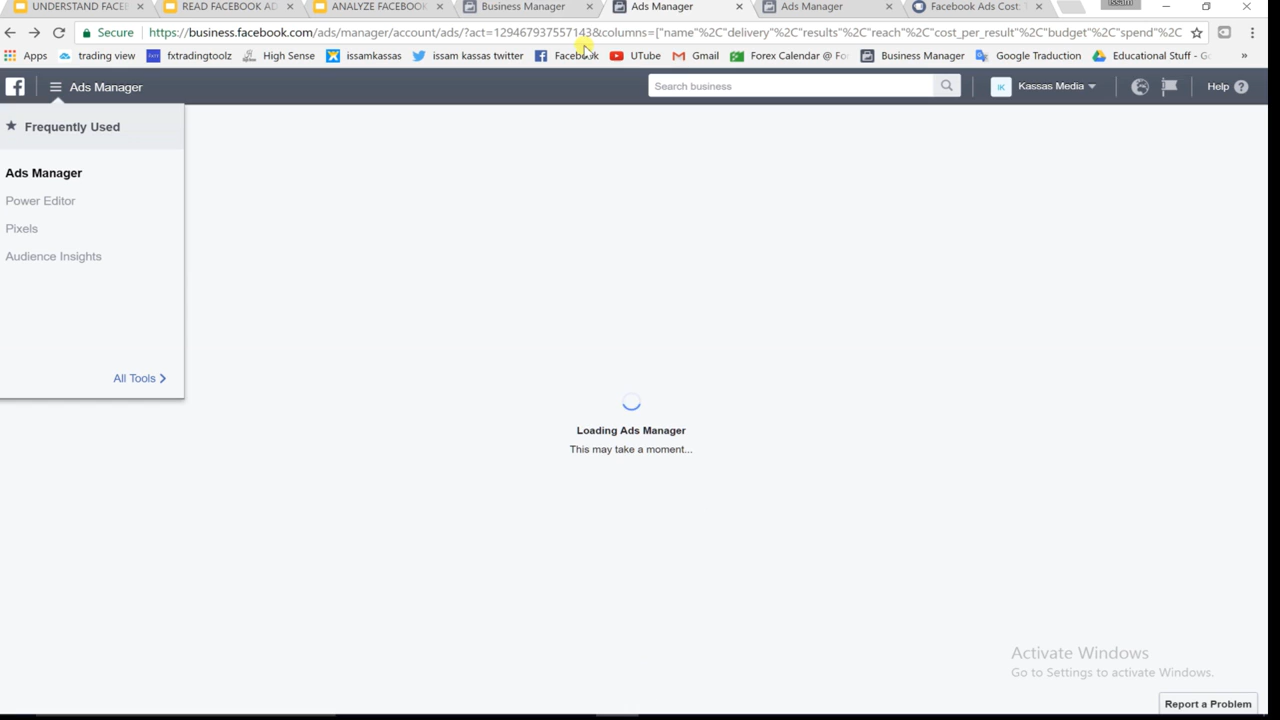 UNDERSTAND FACEE
READ FACEBOOK AD
ANALYZE FACEBOOK
Business Manager
Ads Manager
Ads Manager
Facebook Ads Cost: T
Issam
Secure
https://business.facebook.com/ads/manager/account/ads/?act=129467937557143&columns=["name"%2C"delivery"%2C"results"%2C"reach"%2C"cost_per_result"%2C"budget"%2C"spend"%2C
Apps
trading view
fxtradingtoolz
High Sense
issamkassas
issam kassas twitter
Facebook
UTube
Gmail
Forex Calendar @ For
Business Manager
Google Traduction
Educational Stuff - Go
»
Ads Manager
Search business
IK
Kassas Media
Help
Frequently Used
Ads Manager
Power Editor
Pixels
Audience Insights
All Tools
Loading Ads Manager
This may take a moment...
Activate Windows
Go to Settings to activate Windows.
Report a Problem